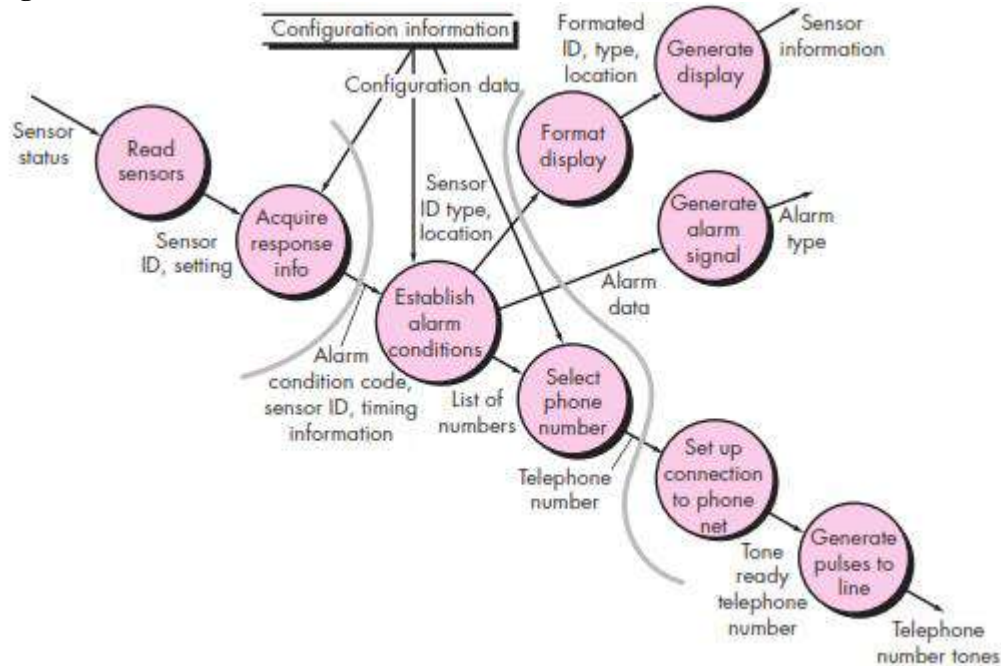 Configuration information
Configuration data
Formated
ID, type,
location
Generate
display
Sensor
information
Sensor
status
Read
sensors
Format
display
Sensor
ID type,
location
Generate
alarm
signal
Alarm
type
Sensor
ID, setting
Acquire
response
info
Alarm
data
Establish
alarm
conditions
Alarm
condition code,
sensor ID, timing
information
List of
numbers
Select
phone
number
Telephone
number
Set up
connection
to phone
net
Tone
ready
telephone
number
Generate
pulses to
line
Telephone
number tones